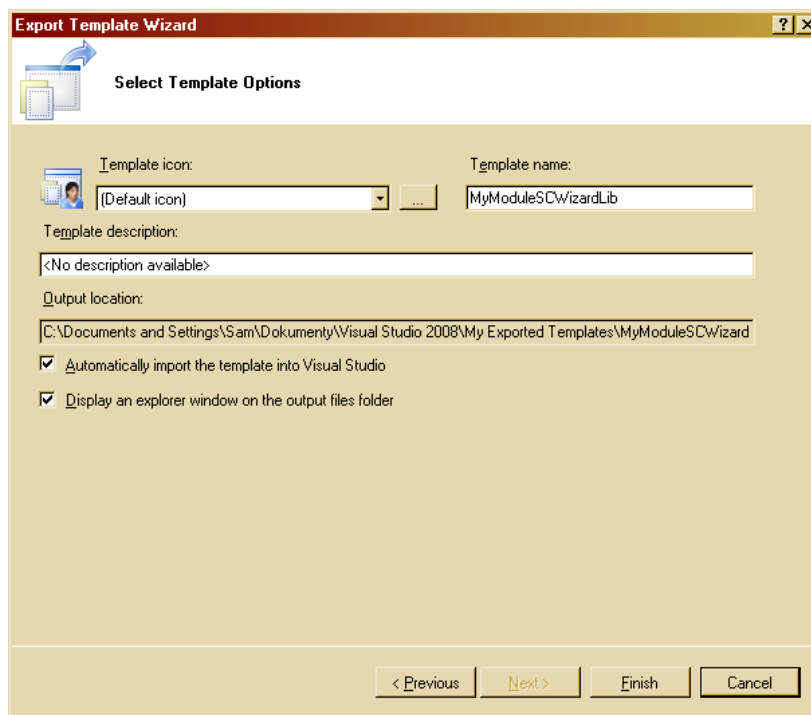 Export Template Wizard
Select Template Options
Template icon:
Template name:
(Default icon)
...
MyModuleSCWizardLib
Template description:
<No description available>
Output location:
C:\Documents and Settings\Sam\Dokumenty\Visual Studio 2008\My Exported Templates\MyModuleSCWizard
Automatically import the template into Visual Studio
Display an explorer window on the output files folder
< Previous
Next >
Finish
Cancel